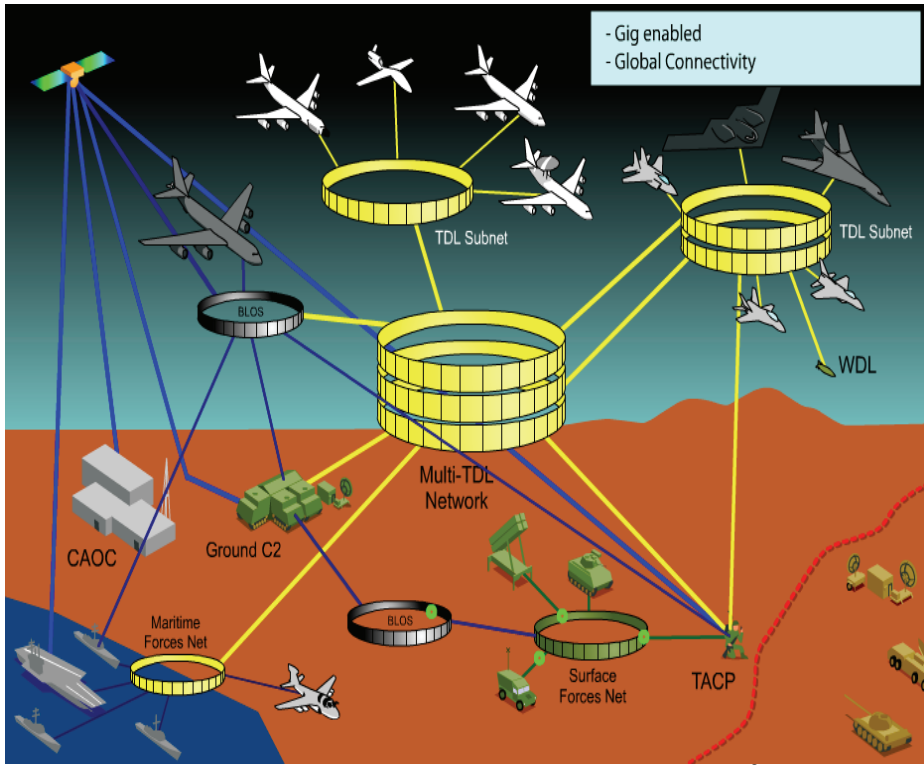 - Gig enabled
- Global Connectivity
TDL Subnet
TDL Subnet
BLOS
WDL
Multi-TDL
Network
CAOC
Ground C2
Maritime
Forces Net
BLOS
Surface
Forces Net
TACP